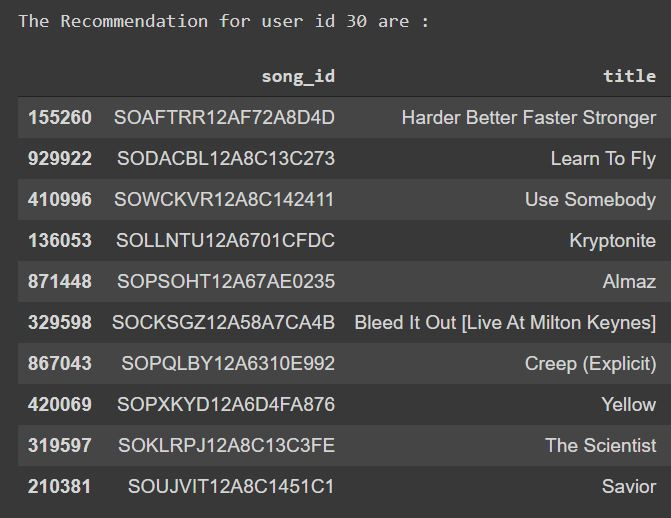 The Recommendation for user id 30 are :
song_id title
155260 SOAFTRR12AF72A8D4D Harder Better Faster Stronger
929922 SODACBL12A8C13C273 Learn To Fly
410996 SOWCKVR12A8C142411 Use Somebody
136053 SOLLNTU12A6701CFDC Kryptonite
871448 SOPSOHT12A67AE0235 Almaz
329598 SOCKSGZ12A58A7CA4B Bleed It Out [Live At Milton Keynes]
867043 SOPQLBY12A6310E992 Creep (Explicit)
420069 SOPXKYD12A6D4FA876 Yellow
319597 SOKLRPJ12A8C13C3FE The Scientist
210381 SOUJVIT12A8C1451C1 Savior